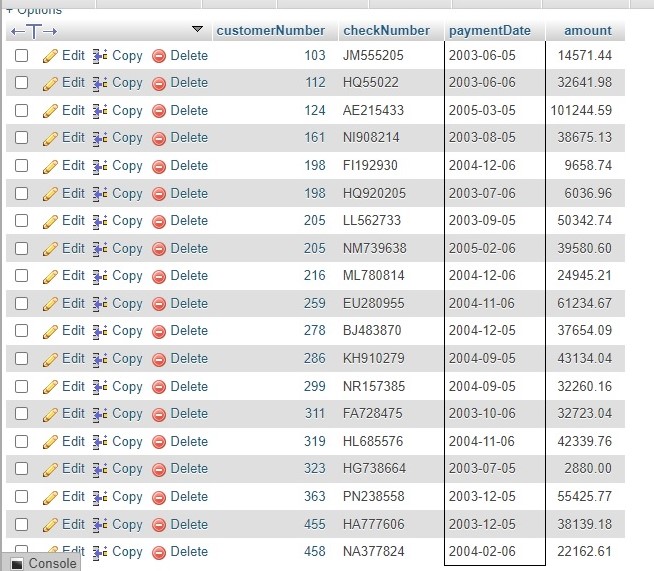 + Options
←T→ customerNumber checkNumber paymentDate amount
Edit Copy Delete 103 JM555205 2003-06-05 14571.44
Edit Copy Delete 112 HQ55022 2003-06-06 32641.98
Edit Copy Delete 124 AE215433 2005-03-05 101244.59
Edit Copy Delete 161 NI908214 2003-08-05 38675.13
Edit Copy Delete 198 FI192930 2004-12-06 9658.74
Edit Copy Delete 198 HQ920205 2003-07-06 6036.96
Edit Copy Delete 205 LL562733 2003-09-05 50342.74
Edit Copy Delete 205 NM739638 2005-02-06 39580.60
Edit Copy Delete 216 ML780814 2004-12-06 24945.21
Edit Copy Delete 259 EU280955 2004-11-06 61234.67
Edit Copy Delete 278 BJ483870 2004-12-05 37654.09
Edit Copy Delete 286 KH910279 2004-09-05 43134.04
Edit Copy Delete 299 NR157385 2004-09-05 32260.16
Edit Copy Delete 311 FA728475 2003-10-06 32723.04
Edit Copy Delete 319 HL685576 2004-11-06 42339.76
Edit Copy Delete 323 HG738664 2003-07-05 2880.00
Edit Copy Delete 363 PN238558 2003-12-05 55425.77
Edit Copy Delete 455 HA777606 2003-12-05 38139.18
Edit Copy Delete 458 NA377824 2004-02-06 22162.61
Console